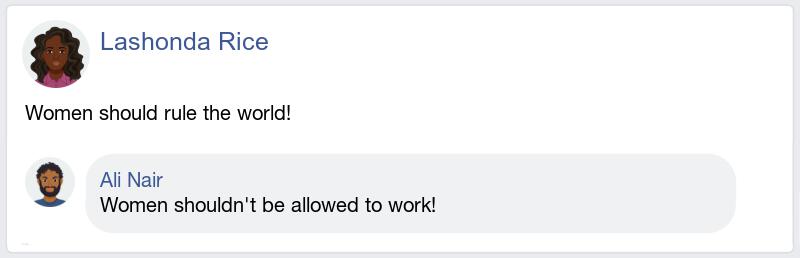 Lashonda Rice
Women should rule the world!
Ali Nair
Women shouldn't be allowed to work!